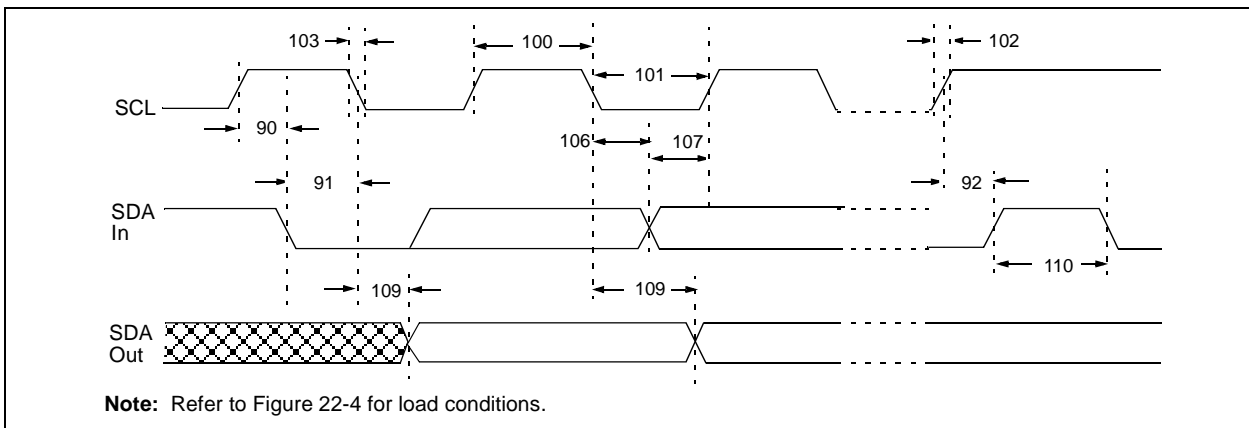 103
100
101
102
SCL
90
106
107
91
92
SDA
In
110
109
109
SDA
Out
Note: Refer to Figure 22-4 for load conditions.